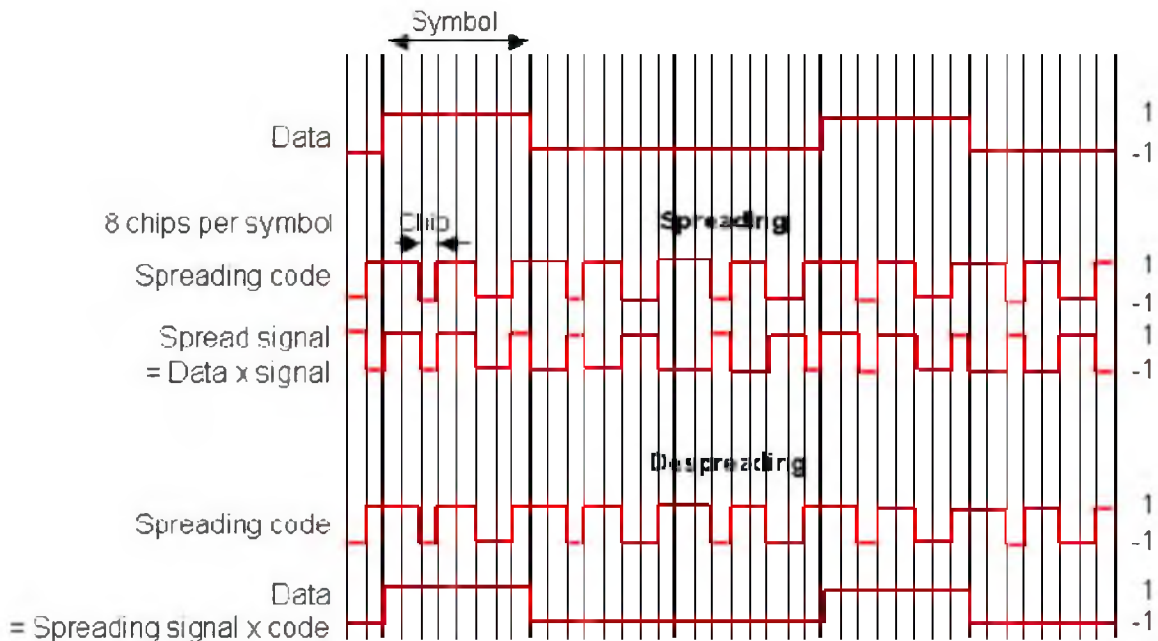 Symbol
Data
1
-1
8 chips per symbol
Chip
Spreading
Spreading code
1
-1
Spread signal
= Data x signal
1
-1
Despreading
Spreading code
1
-1
Data
= Spreading signal x code
1
-1